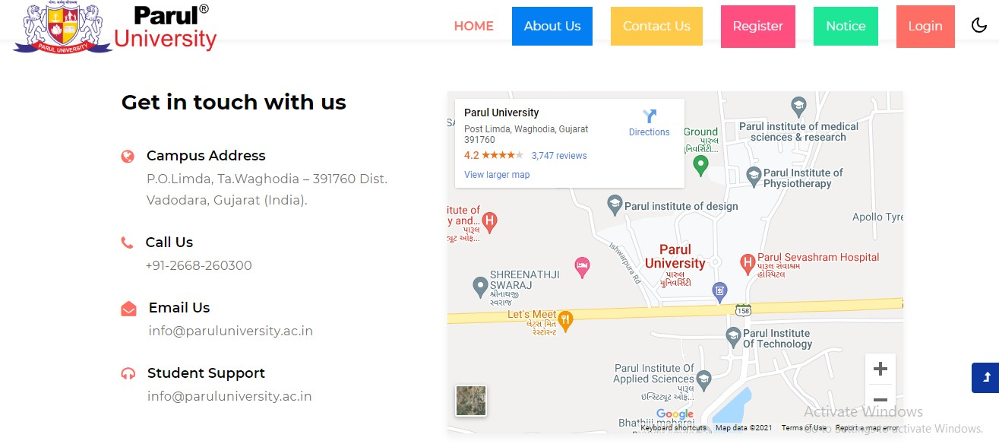 Parul®
University
PARUL UNIVERSITY
HOME
About Us
Contact Us
Register
Notice
Login
Get in touch with us
Campus Address
P.O.Limda, Ta.Waghodia – 391760 Dist.
Vadodara, Gujarat (India).
Call Us
+91-2668-260300
Email Us
info@paruluniversity.ac.in
Student Support
info@paruluniversity.ac.in
Parul University
Post Limda, Waghodia, Gujarat
391760
4.2
3,747 reviews
View larger map
Directions
SA
Ground
પારુલ
યુનિવર્સિટી...
Parul institute of medical
sciences & research
Parul Institute of
Physiotherapy
Parul institute of design
Apollo Tyre
itute of
y and...
પારૂલ
ટ્યૂટ ઓફ...
Ishwarpura Rd
Parul
University
પારુલ
યુનિવર્સિટી
Parul Sevashram Hospital
પારૂલ સેવાશ્રમ
હોસ્પિટલ
SHREENATHJI
SWARAJ
શ્રીનાથજી
સ્વરાજ
Let's Meet
લેટ્સ મિત
રેસ્ટોરન્ટ
158
Parul Institute
Of Technology
Parul Institute Of
Applied Sciences
પારૂલ
ઇન્સ્ટિટ્યૂટ ઓફ...
Bhathiji maharaj
Google
Keyboard shortcuts
Map data ©2021
Terms of Use
Report a map error
Activate Windows
Go to Settings to activate Windows.